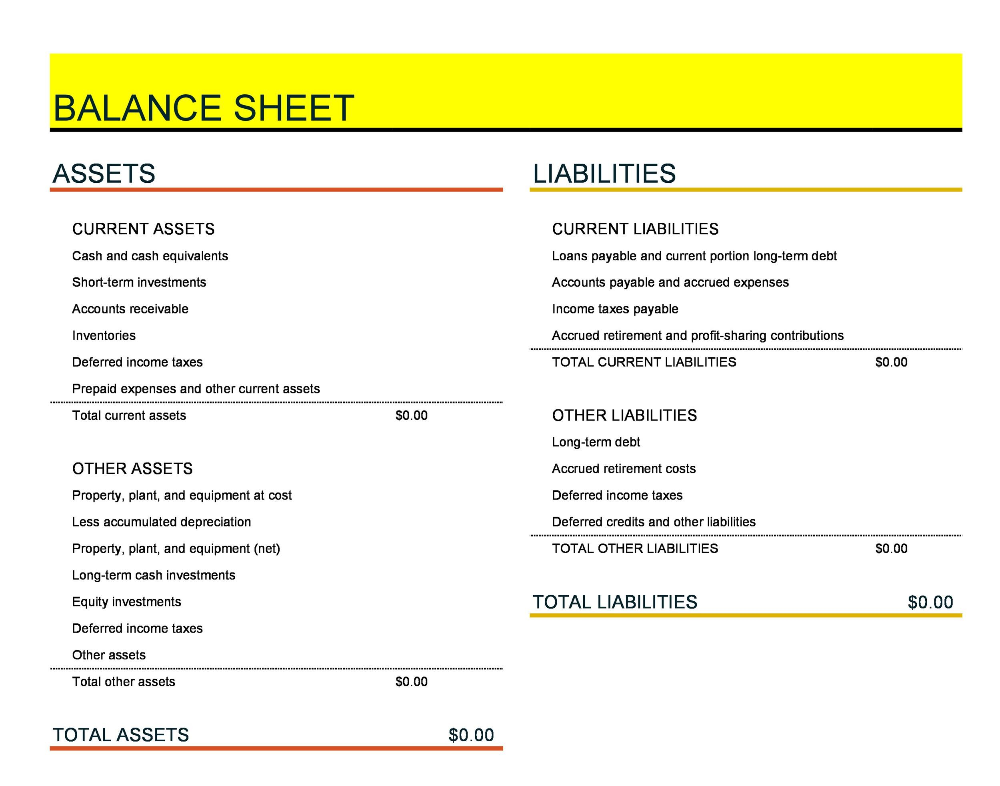 BALANCE SHEET
ASSETS
CURRENT ASSETS
Cash and cash equivalents
Short-term investments
Accounts receivable
Inventories
Deferred income taxes
Prepaid expenses and other current assets
Total current assets $0.00
OTHER ASSETS
Property, plant, and equipment at cost
Less accumulated depreciation
Property, plant, and equipment (net)
Long-term cash investments
Equity investments
Deferred income taxes
Other assets
Total other assets $0.00
TOTAL ASSETS $0.00
LIABILITIES
CURRENT LIABILITIES
Loans payable and current portion long-term debt
Accounts payable and accrued expenses
Income taxes payable
Accrued retirement and profit-sharing contributions
TOTAL CURRENT LIABILITIES $0.00
OTHER LIABILITIES
Long-term debt
Accrued retirement costs
Deferred income taxes
Deferred credits and other liabilities
TOTAL OTHER LIABILITIES $0.00
TOTAL LIABILITIES $0.00